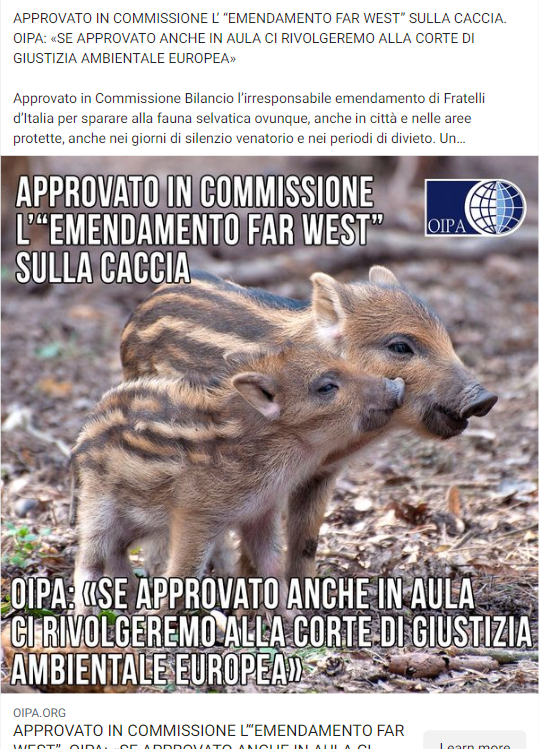 APPROVATO IN COMMISSIONE L' “EMENDAMENTO FAR WEST” SULLA CACCIA.
OIPA: «SE APPROVATO ANCHE IN AULA CI RIVOLGEREMO ALLA CORTE DI
GIUSTIZIA AMBIENTALE EUROPEA»
Approvato in Commissione Bilancio l’irresponsabile emendamento di Fratelli
d’Italia per sparare alla fauna selvatica ovunque, anche in città e nelle aree
protette, anche nei giorni di silenzio venatorio e nei periodi di divieto. Un...
APPROVATO IN COMMISSIONE
L'“EMENDAMENTO FAR WEST”
SULLA CACCIA
OIPA
OIPA: «SE APPROVATO ANCHE IN AULA
CI RIVOLGEREMO ALLA CORTE DI GIUSTIZIA
AMBIENTALE EUROPEA»
OIPA.ORG
APPROVATO IN COMMISSIONE L'“EMENDAMENTO FAR
WEST”. OIPA: «SE APPROVATO ANCHE IN AULA CI
Learn more